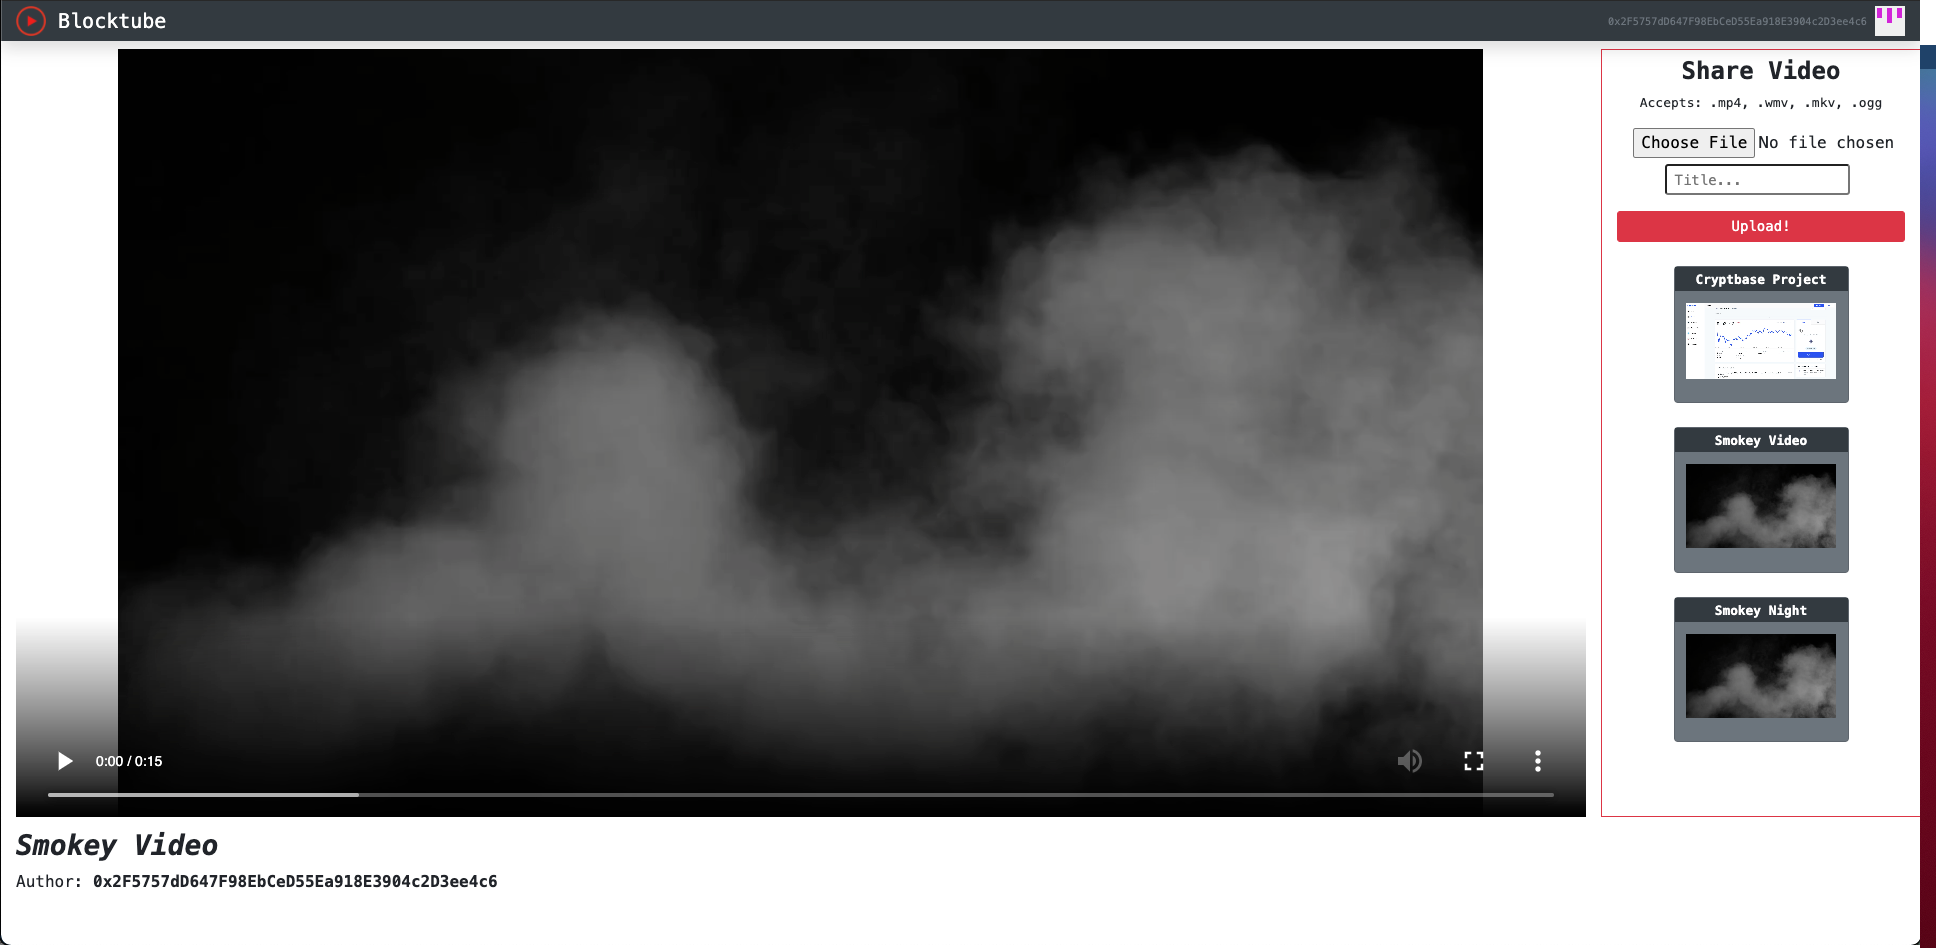 Blocktube
0x2F5757dD647F98EbCeD55Ea918E3904c2D3ee4c6
Share Video
Accepts: .mp4, .wmv, .mkv, .ogg
Choose File No file chosen
Title...
Upload!
Cryptbase Project
Smokey Video
Smokey Night
0:00 / 0:15
Smokey Video
Author: 0x2F5757dD647F98EbCeD55Ea918E3904c2D3ee4c6